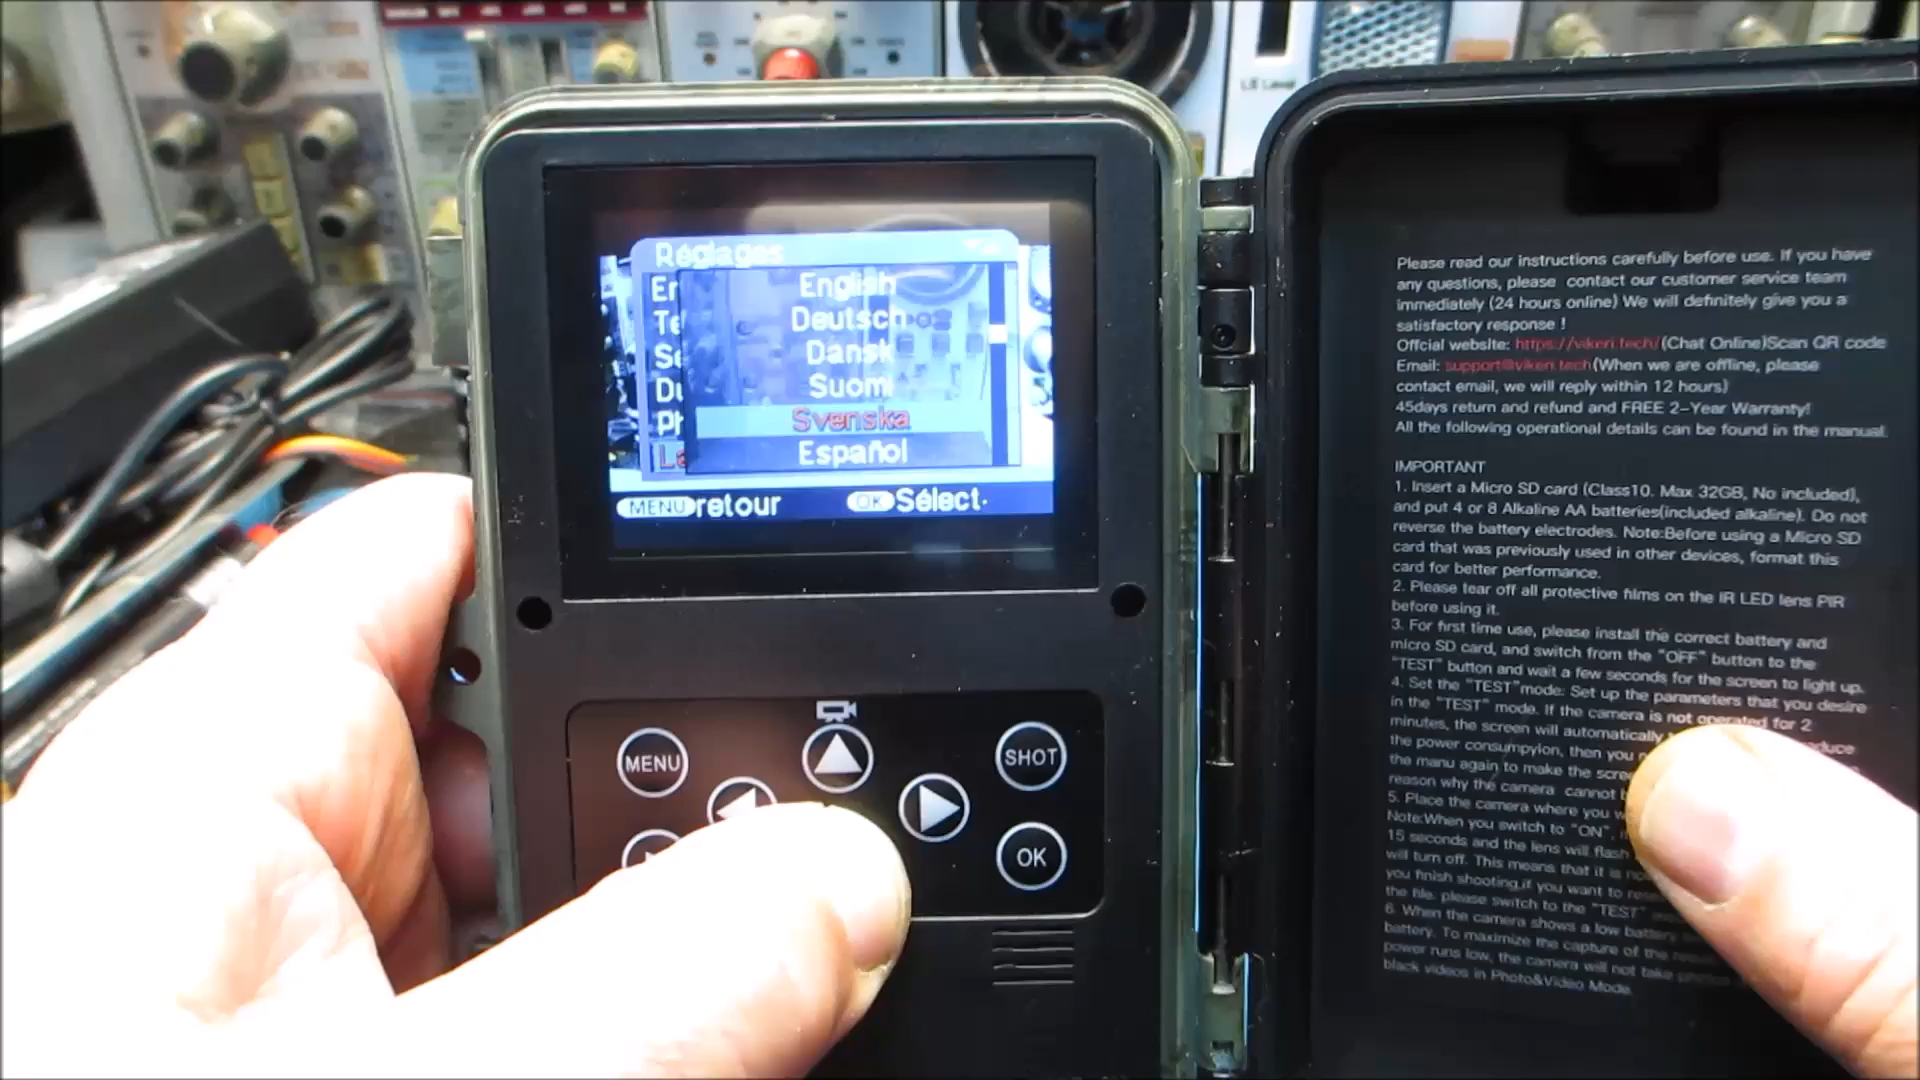 LS Level
Réglages
En
Te
Se
Du
Ph
La
English
Deutsch
Dansk
Suomi
Svenska
Español
MENU retour
OK Sélect.
MENU
SHOT
OK
Please read our instructions carefully before use. If you have
any questions, please contact our customer service team
immediately (24 hours online) We will definitely give you a
satisfactory response !
Offcial website: https://vikeri.tech/(Chat Online)Scan QR code
Email: support@vikeri.tech(When we are offline, please
contact email, we will reply within 12 hours)
45days return and refund and FREE 2-Year Warranty!
All the following operational details can be found in the manual.
IMPORTANT
1. Insert a Micro SD card (Class10. Max 32GB, No included),
and put 4 or 8 Alkaline AA batteries(included alkaline). Do not
reverse the battery electrodes. Note:Before using a Micro SD
card that was previously used in other devices, format this
card for better performance.
2. Please tear off all protective films on the IR LED lens PIR
before using it.
3. For first time use, please install the correct battery and
micro SD card, and switch from the "OFF" button to the
"TEST" button and wait a few seconds for the screen to light up.
4. Set the "TEST"mode: Set up the parameters that you desire
in the "TEST" mode. If the camera is not operated for 2
minutes, the screen will automatically
the power consumpyion, then you
the manu again to make the
reason why the camera cannot
5. Place the camera where you
Note:When you switch to "ON",
15 seconds and the lens will flash
will turn off. This means that it is
you finish shooting,if you want to
the file. please switch to the "TEST"
6. When the camera shows a low battery
battery. To maximize the capture of the
power runs low, the camera will not take
black videos in Photo&Video Mode.